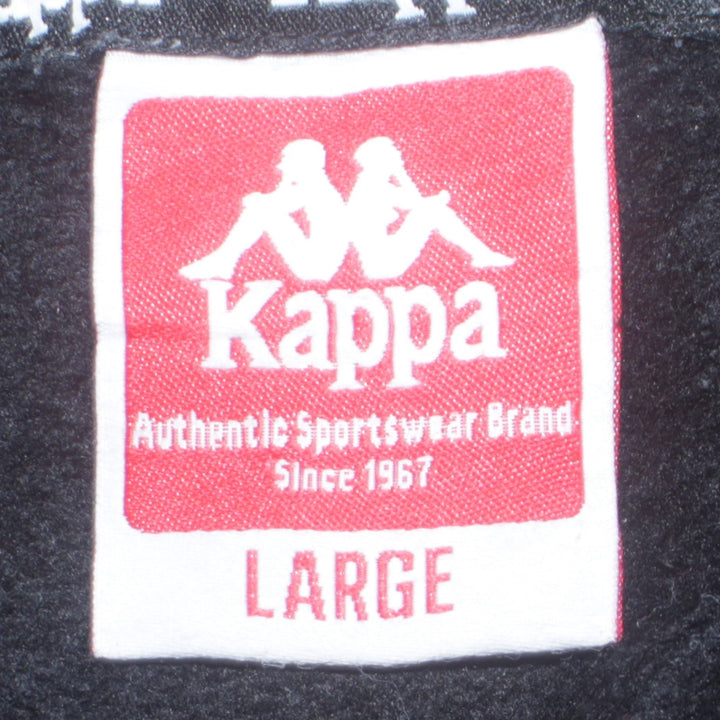 Kappa
Authentic Sportswear Brand
Since 1967
LARGE